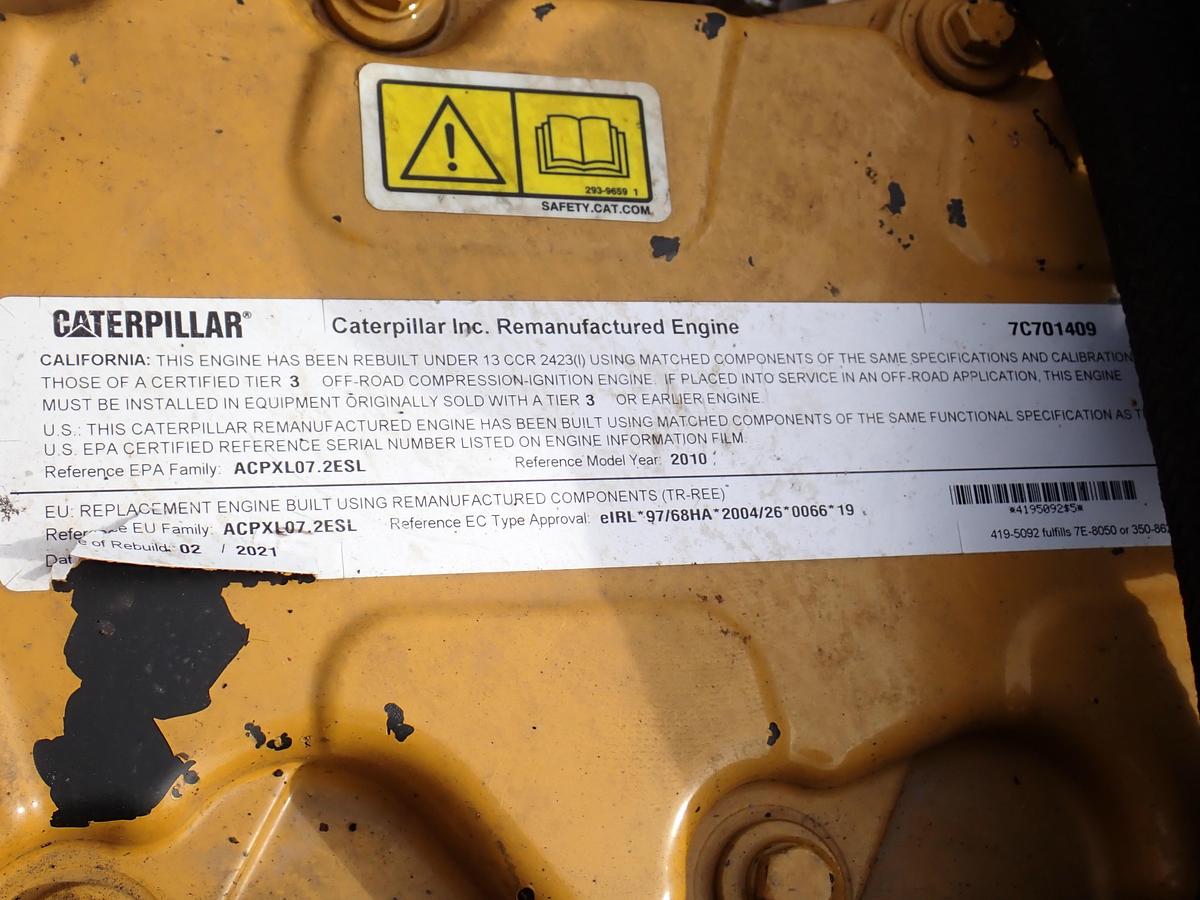 293-9659 1
SAFETY.CAT.COM
CATERPILLAR® Caterpillar Inc. Remanufactured Engine 7C701409
CALIFORNIA: THIS ENGINE HAS BEEN REBUILT UNDER 13 CCR 2423(l) USING MATCHED COMPONENTS OF THE SAME SPECIFICATIONS AND CALIBRATION
THOSE OF A CERTIFIED TIER 3 OFF-ROAD COMPRESSION-IGNITION ENGINE. IF PLACED INTO SERVICE IN AN OFF-ROAD APPLICATION, THIS ENGINE
MUST BE INSTALLED IN EQUIPMENT ORIGINALLY SOLD WITH A TIER 3 OR EARLIER ENGINE.
U.S.: THIS CATERPILLAR REMANUFACTURED ENGINE HAS BEEN BUILT USING MATCHED COMPONENTS OF THE SAME FUNCTIONAL SPECIFICATION AS
U.S. EPA CERTIFIED REFERENCE SERIAL NUMBER LISTED ON ENGINE INFORMATION FILM.
Reference EPA Family: ACPXL07.2ESL Reference Model Year: 2010
EU: REPLACEMENT ENGINE BUILT USING REMANUFACTURED COMPONENTS (TR-REE)
EU Family: ACPXL07.2ESL Reference EC Type Approval: eIRL*97/68HA*2004/26*0066*19
*4195092$5*
of Rebuild: 02 / 2021
419-5092 fulfills 7E-8050 or